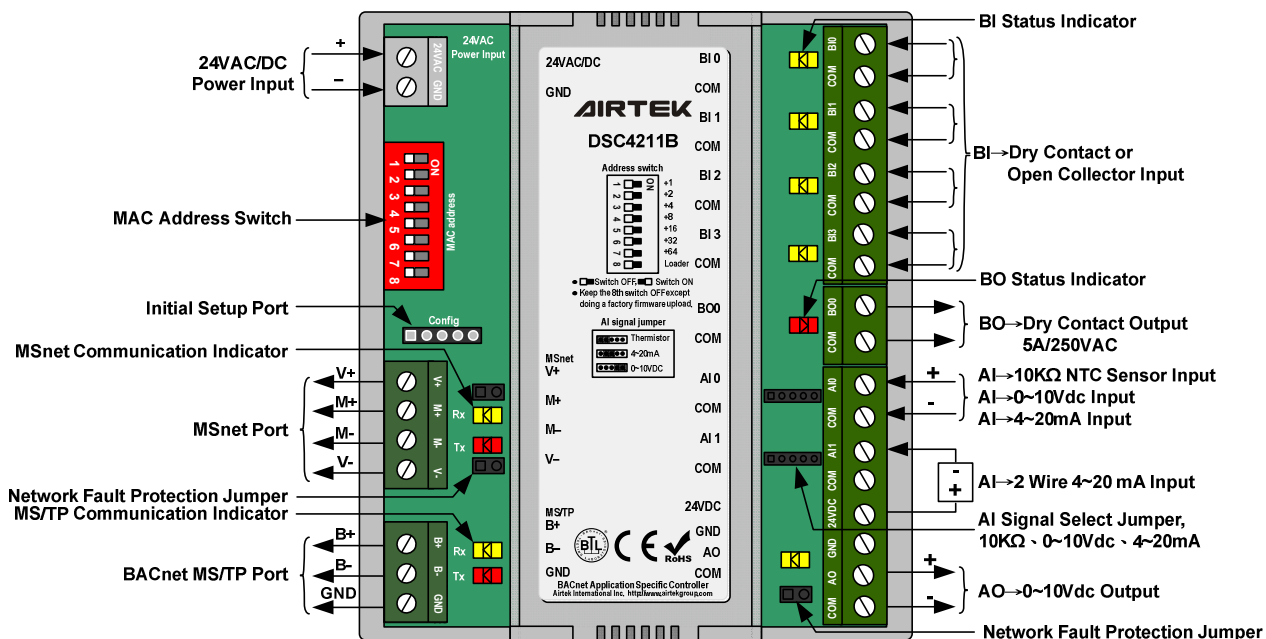 24VAC/DC
Power Input
+
−
MAC Address Switch
Initial Setup Port
MSnet Communication Indicator
V+
M+
M-
V-
MSnet Port
Network Fault Protection Jumper
MS/TP Communication Indicator
B+
B-
GND
BACnet MS/TP Port
24VAC
GND
24VAC
Power Input
ON
1
2
3
4
5
6
7
8
MAC address
Config
V+
M+
M-
V-
Rx
Tx
B+
B-
GND
Rx
Tx
24VAC/DC
GND
AIRTEK
DSC4211B
Address switch
ON
1 +1
2 +2
3 +4
4 +8
5 +16
6 +32
7 +64
8 Loader
● Switch OFF, Switch ON
● Keep the 8th switch OFF except
doing a factory firmware upload.
AI signal jumper
Thermistor
4~20mA
0~10VDC
MSnet
V+
M+
M−
V−
MS/TP
B+
B−
GND
BTL
CE
RoHS
BACnet Application Specific Controller
Airtek International Inc. http://www.airtekgroup.com
BI 0
COM
BI 1
COM
BI 2
COM
BI 3
COM
BO0
COM
AI 0
COM
AI 1
COM
24VDC
GND
AO
COM
BI0
COM
BI1
COM
BI2
COM
BI3
COM
BO0
COM
AI0
COM
AI1
COM
24VDC
GND
AO
COM
BI Status Indicator
BI→Dry Contact or
Open Collector Input
BO Status Indicator
BO→Dry Contact Output
5A/250VAC
+
-
AI→10KΩ NTC Sensor Input
AI→0~10Vdc Input
AI→4~20mA Input
-
+
AI→2 Wire 4~20 mA Input
AI Signal Select Jumper,
10KΩ、0~10Vdc、4~20mA
+
-
AO→0~10Vdc Output
Network Fault Protection Jumper